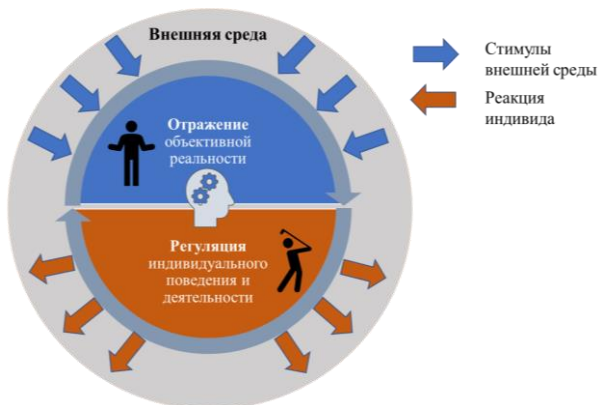 Внешняя среда
Отражение
объективной
реальности
Регуляция
индивидуального
поведения и
деятельности
Стимулы
внешней среды
Реакция
индивида